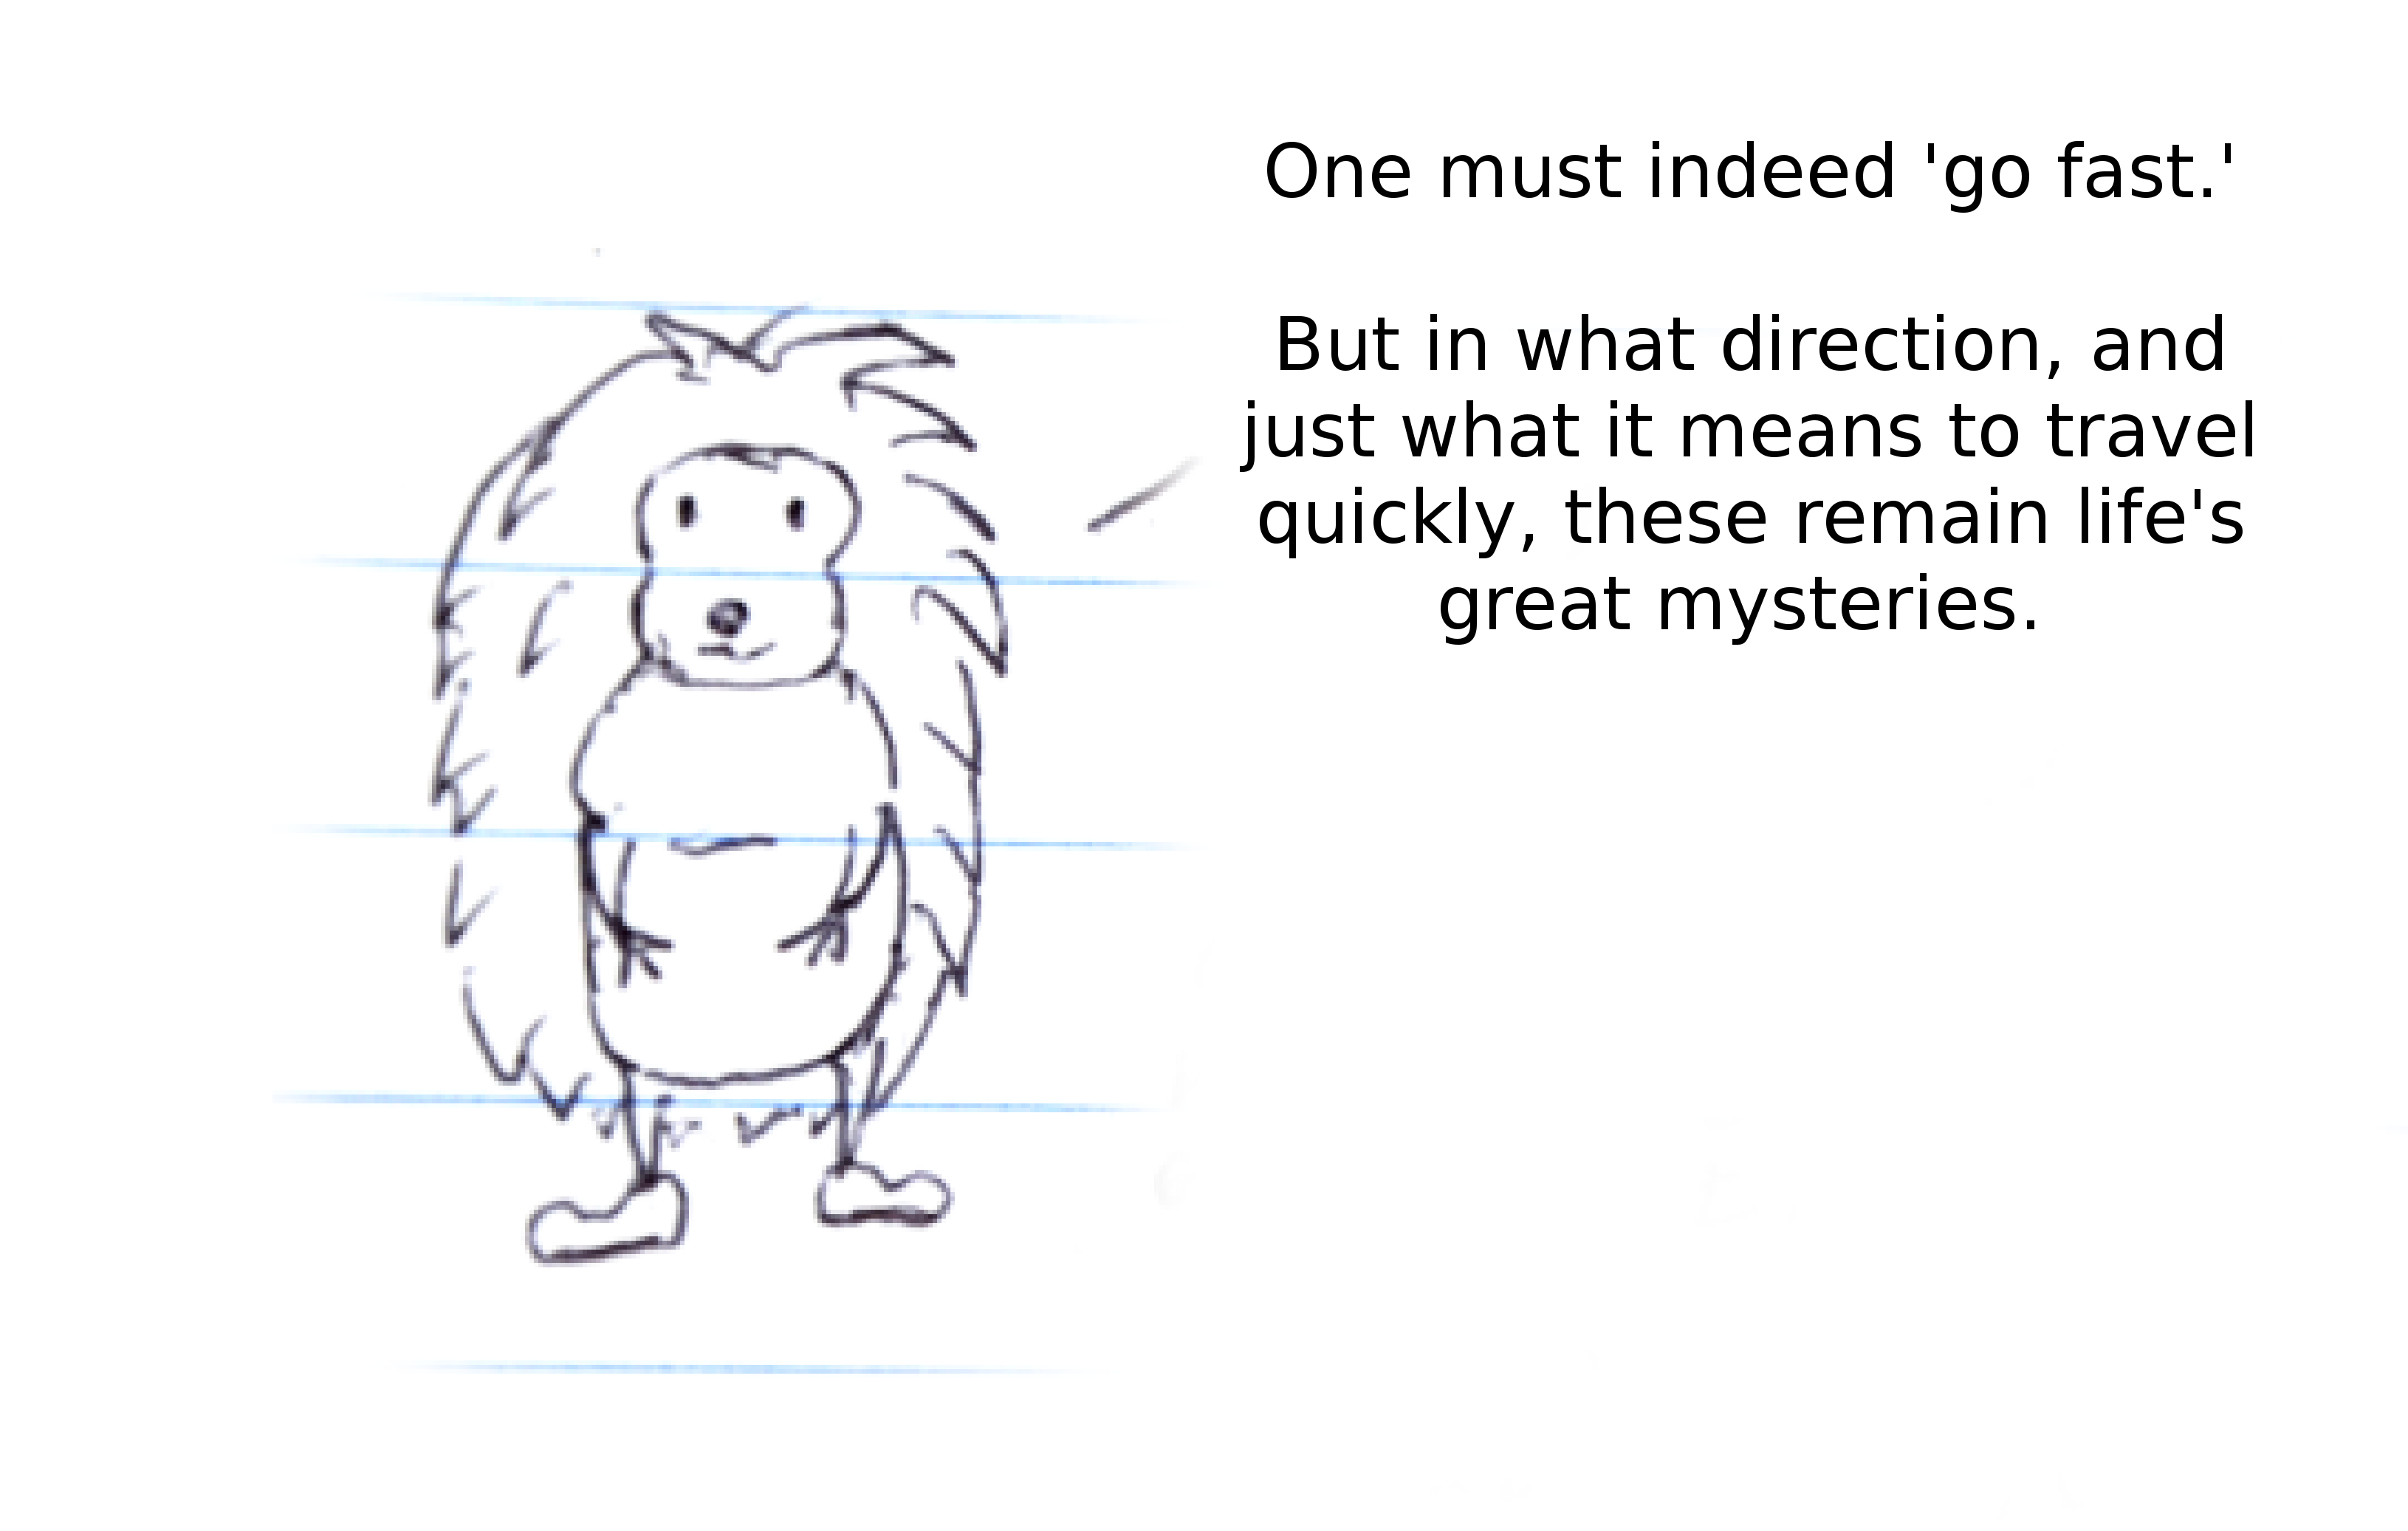 One must indeed 'go fast.'
But in what direction, and
just what it means to travel
quickly, these remain life's
great mysteries.